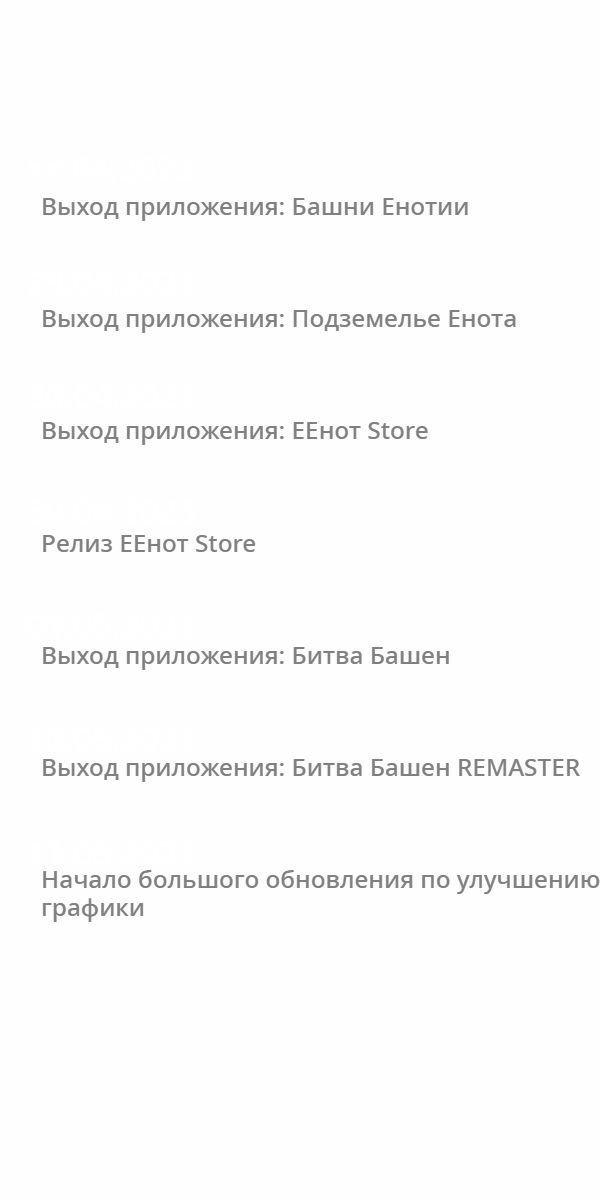 Выход приложения: Башни Енотии
Выход приложения: Подземелье Енота
Выход приложения: ЕЕнот Store
Релиз ЕЕнот Store
Выход приложения: Битва Башен
Выход приложения: Битва Башен REMASTER
Начало большого обновления по улучшению
графики